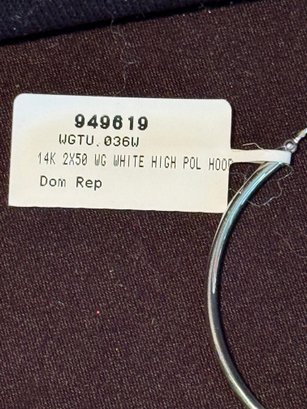 949619
WGTU.036W
14K 2X50 WG WHITE HIGH POL HOOP
Dom Rep